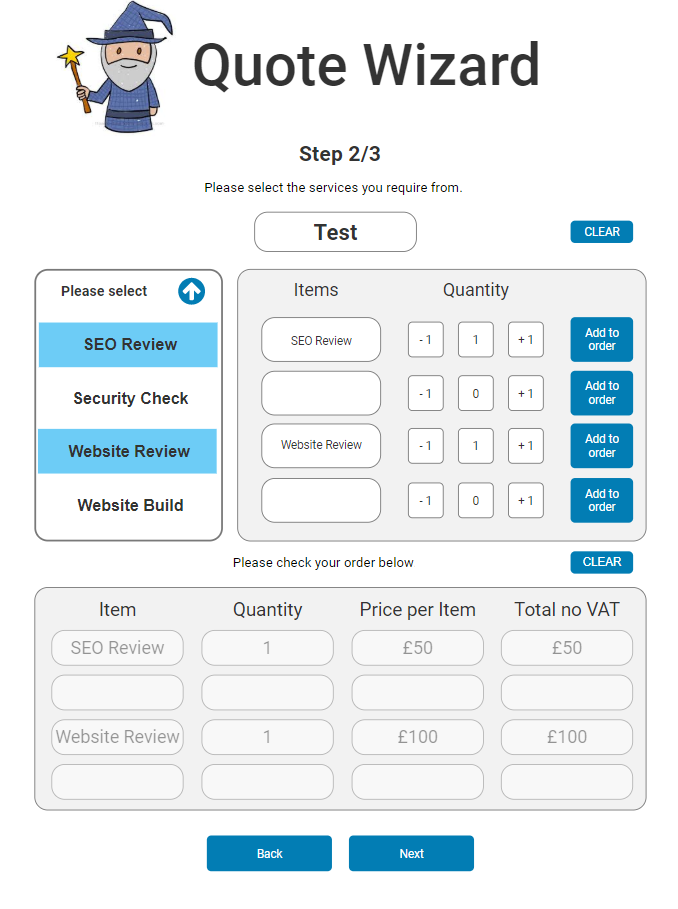 Quote Wizard
Step 2/3
Please select the services you require from.
Test
CLEAR
Please select
Items
Quantity
SEO Review
SEO Review
- 1
1
+ 1
Add to
order
Security Check
- 1
0
+ 1
Add to
order
Website Review
Website Review
- 1
1
+ 1
Add to
order
Website Build
- 1
0
+ 1
Add to
order
Please check your order below
CLEAR
Item
Quantity
Price per Item
Total no VAT
SEO Review
1
£50
£50
Website Review
1
£100
£100
Back
Next